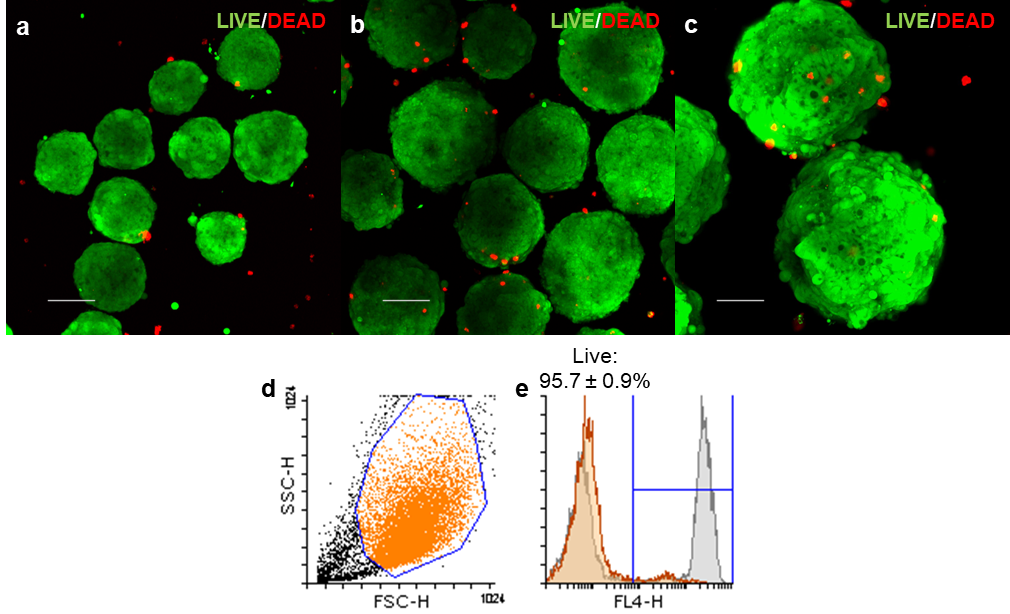 a LIVE/DEAD
b LIVE/DEAD
c LIVE/DEAD
Live:
95.7 ± 0.9%
d
1024
SSC-H
FSC-H
1024
e
FL4-H